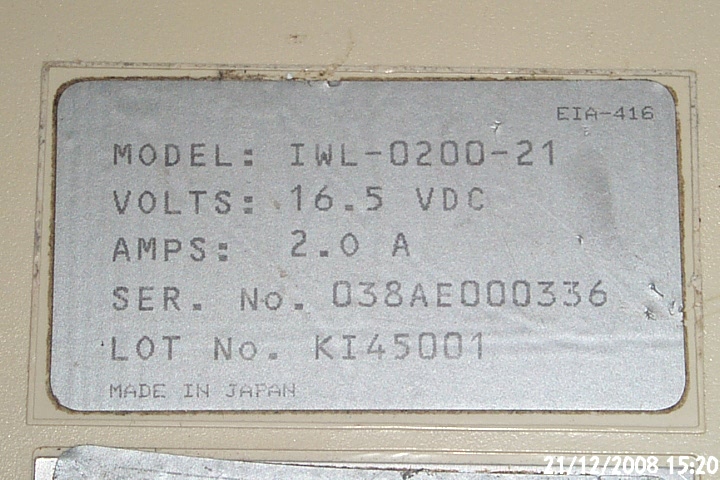 EIA-416
MODEL: IWL-0200-21
VOLTS: 16.5 VDC
AMPS: 2.0 A
SER. No. 038AE000336
LOT No. KI45001
MADE IN JAPAN
21/12/2008 15:20